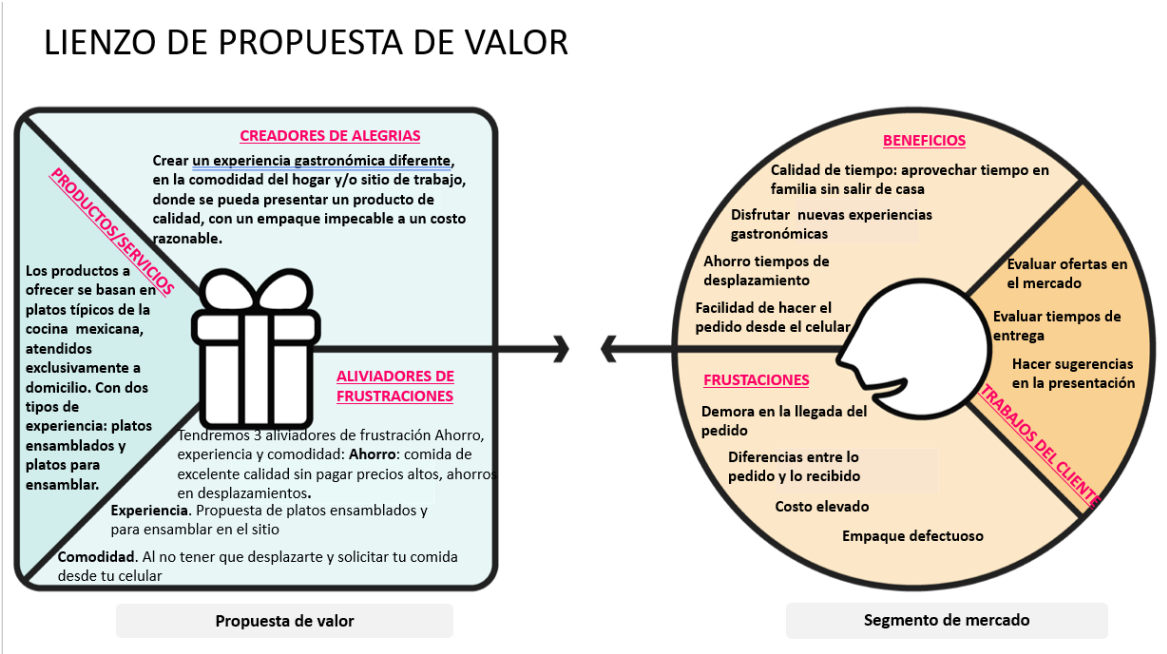 LIENZO DE PROPUESTA DE VALOR
CREADORES DE ALEGRIAS
Crear un experiencia gastronómica diferente,
en la comodidad del hogar y/o sitio de trabajo,
donde se pueda presentar un producto de
calidad, con un empaque impecable a un costo
razonable.
PRODUCTOS/SERVICIOS
Los productos a
ofrecer se basan en
platos típicos de la
cocina mexicana,
atendidos
exclusivamente a
domicilio. Con dos
tipos de
experiencia: platos
ensamblados y
platos para
ensamblar.
ALIVIADORES DE
FRUSTRACIONES
Tendremos 3 aliviadores de frustración Ahorro,
experiencia y comodidad: Ahorro: comida de
excelente calidad sin pagar precios altos, ahorros
en desplazamientos.
Experiencia. Propuesta de platos ensamblados y
para ensamblar en el sitio
Comodidad. Al no tener que desplazarte y solicitar tu comida
desde tu celular
Propuesta de valor
BENEFICIOS
Calidad de tiempo: aprovechar tiempo en
familia sin salir de casa
Disfrutar nuevas experiencias
gastronómicas
Ahorro tiempos de
desplazamiento
Facilidad de hacer el
pedido desde el celular
FRUSTACIONES
Demora en la llegada del
pedido
Diferencias entre lo
pedido y lo recibido
Costo elevado
Empaque defectuoso
Evaluar ofertas en
el mercado
Evaluar tiempos de
entrega
Hacer sugerencias
en la presentación
TRABAJOS DEL CLIENTE
Segmento de mercado